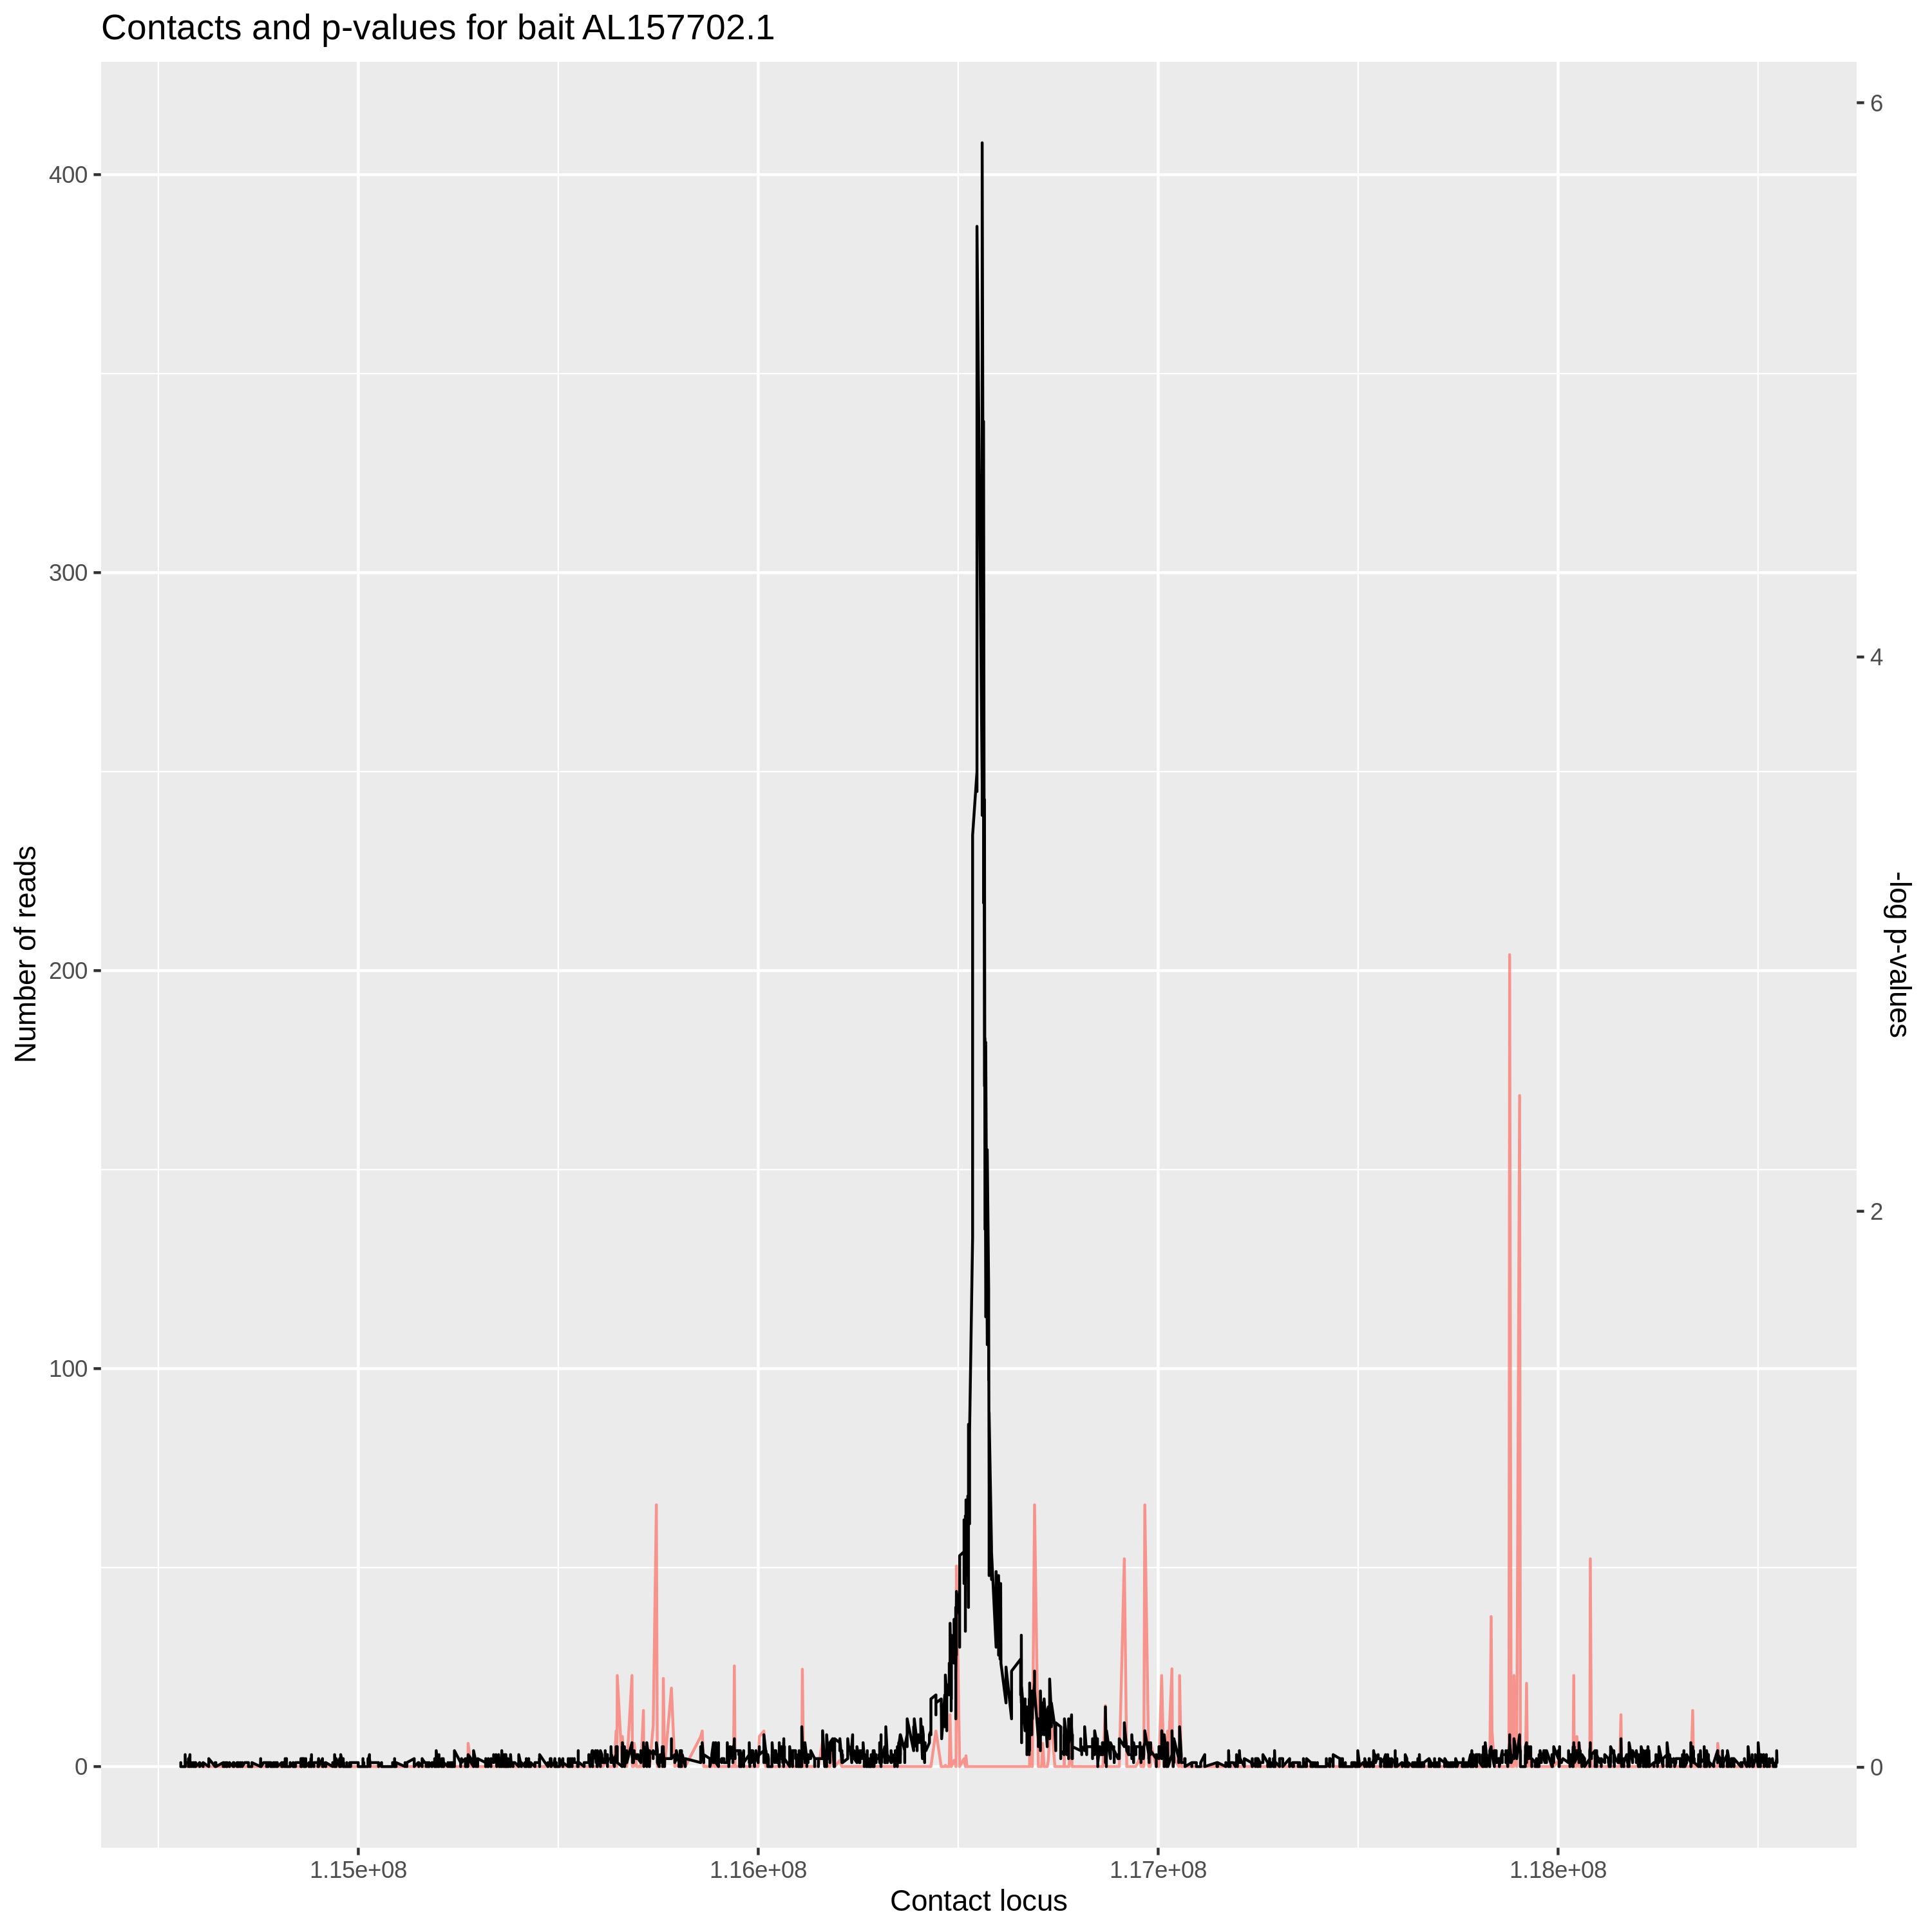 Contacts and p-values for bait AL157702.1
400
300
200
100
0
6
4
2
0
Number of reads
-log p-values
1.15e+08
1.16e+08
1.17e+08
1.18e+08
Contact locus